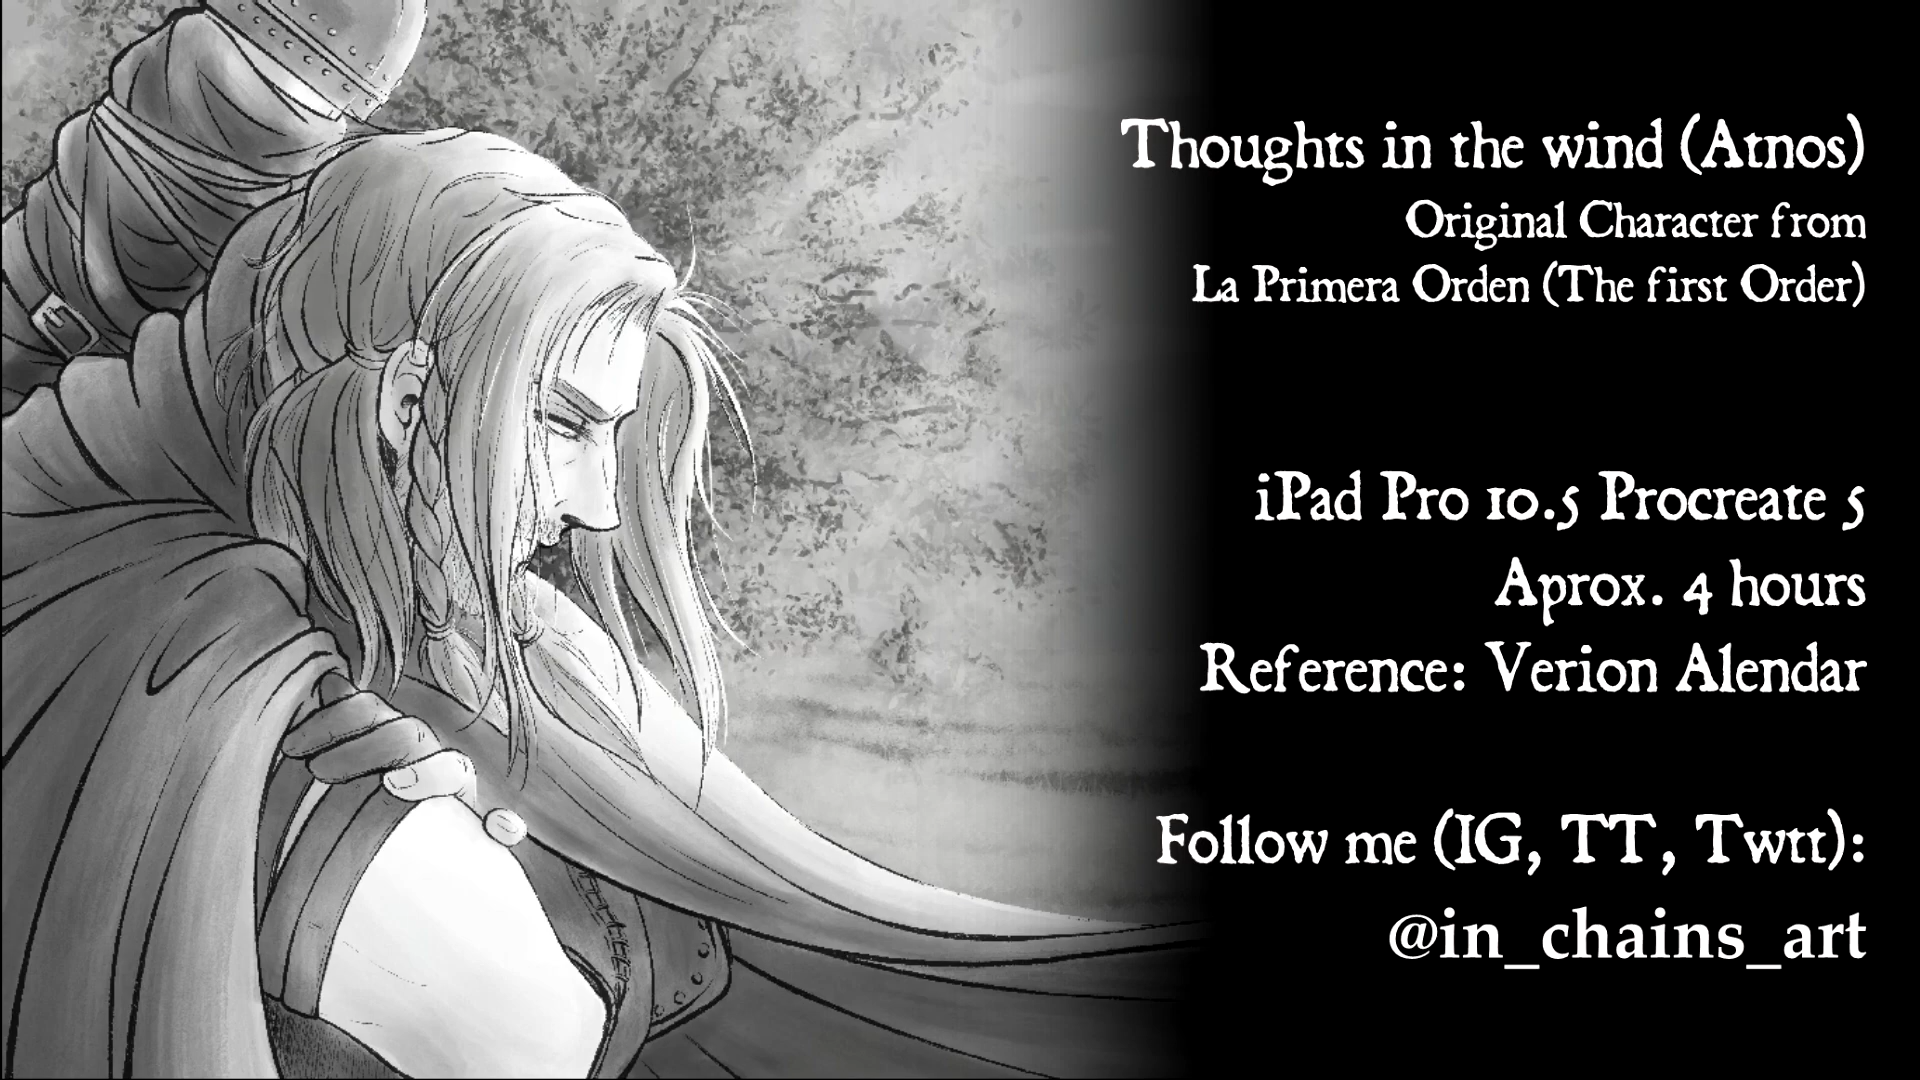 Thoughts in the wind (Atnos)
Original Character from
La Primera Orden (The first Order)
iPad Pro 10.5 Procreate 5
Aprox. 4 hours
Reference: Verion Alendar
Follow me (IG, TT, Twtt):
@in_chains_art